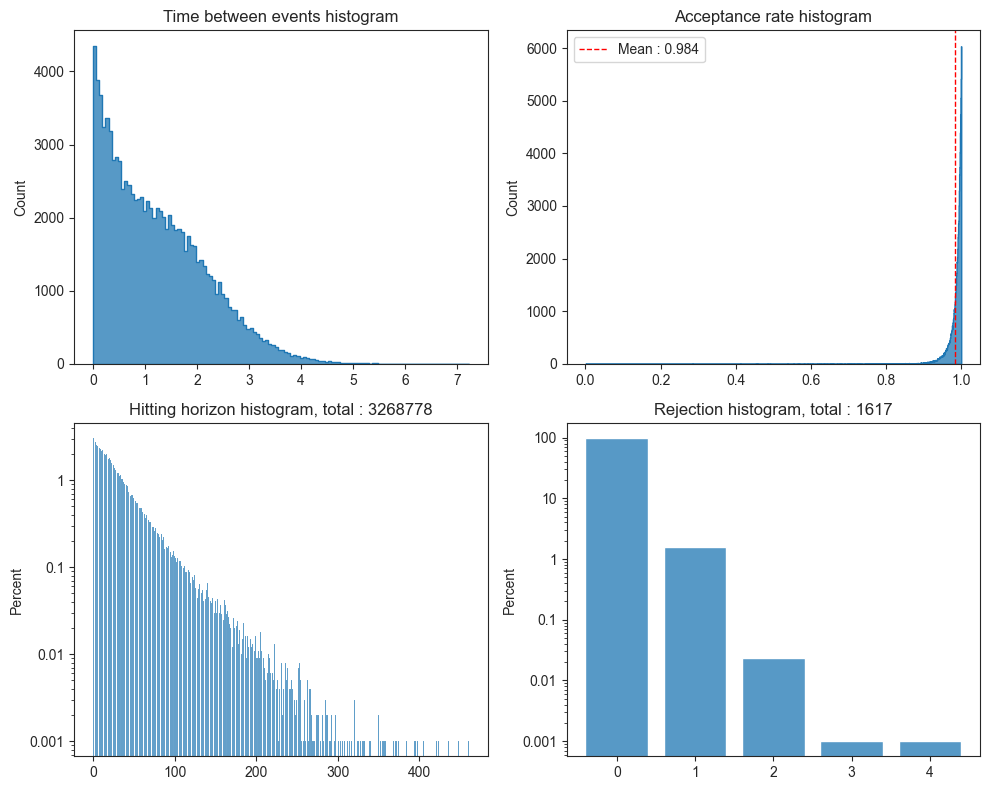 Time between events histogram
Count
4000
3000
2000
1000
0
0 1 2 3 4 5 6 7
Acceptance rate histogram
Mean : 0.984
Count
6000
5000
4000
3000
2000
1000
0
0.0 0.2 0.4 0.6 0.8 1.0
Hitting horizon histogram, total : 3268778
Percent
1
0.1
0.01
0.001
0 100 200 300 400
Rejection histogram, total : 1617
Percent
100
10
1
0.1
0.01
0.001
0 1 2 3 4